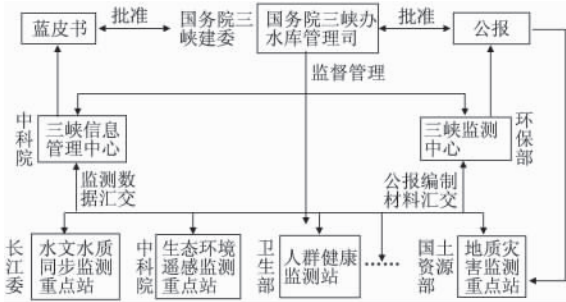 蓝皮书
批准
国务院三
峡建委
国务院三峡办
水库管理司
批准
公报
监督管理
中科院
三峡信息
管理中心
三峡监测
中心
环保部
监测数
据汇交
公报编制
材料汇交
长江委
水文水质
同步监测
重点站
中科院
生态环境
遥感监测
重点站
卫生部
人群健康
监测站
……
国土资源部
地质灾
害监测
重点站